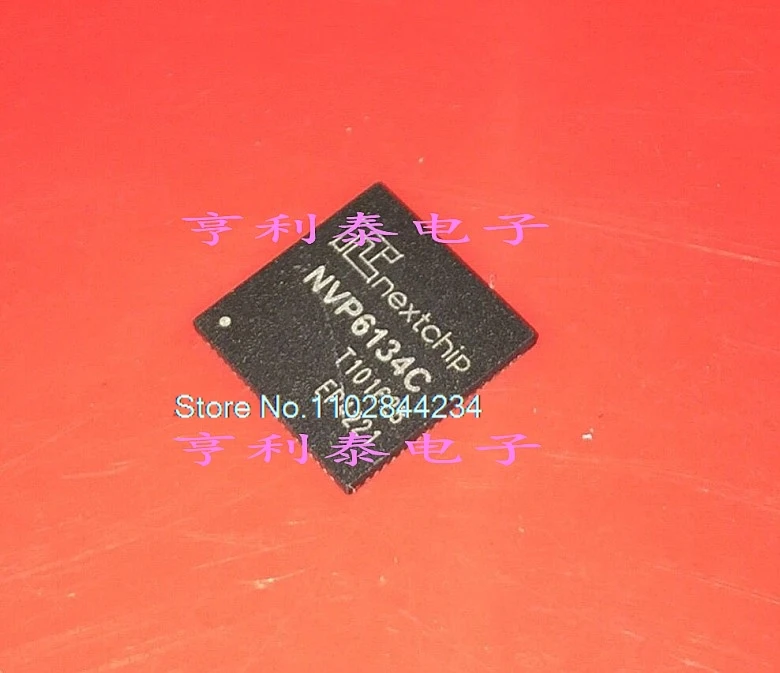 亨利泰电子
nextchip
NVP6134C
Store No.1102844234
亨利泰电子